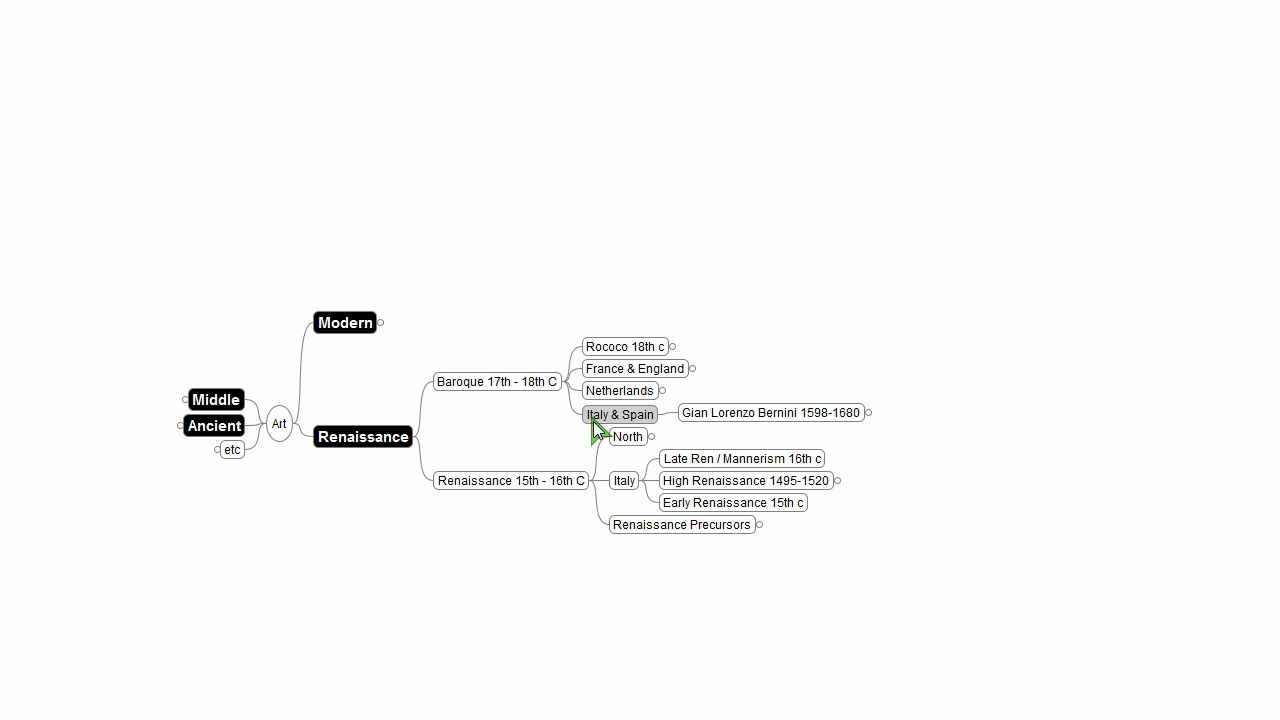 Modern
Middle
Ancient
etc
Art
Renaissance
Baroque 17th - 18th C
Rococo 18th c
France & England
Netherlands
Italy & Spain
Gian Lorenzo Bernini 1598-1680
Renaissance 15th - 16th C
North
Italy
Late Ren / Mannerism 16th c
High Renaissance 1495-1520
Early Renaissance 15th c
Renaissance Precursors